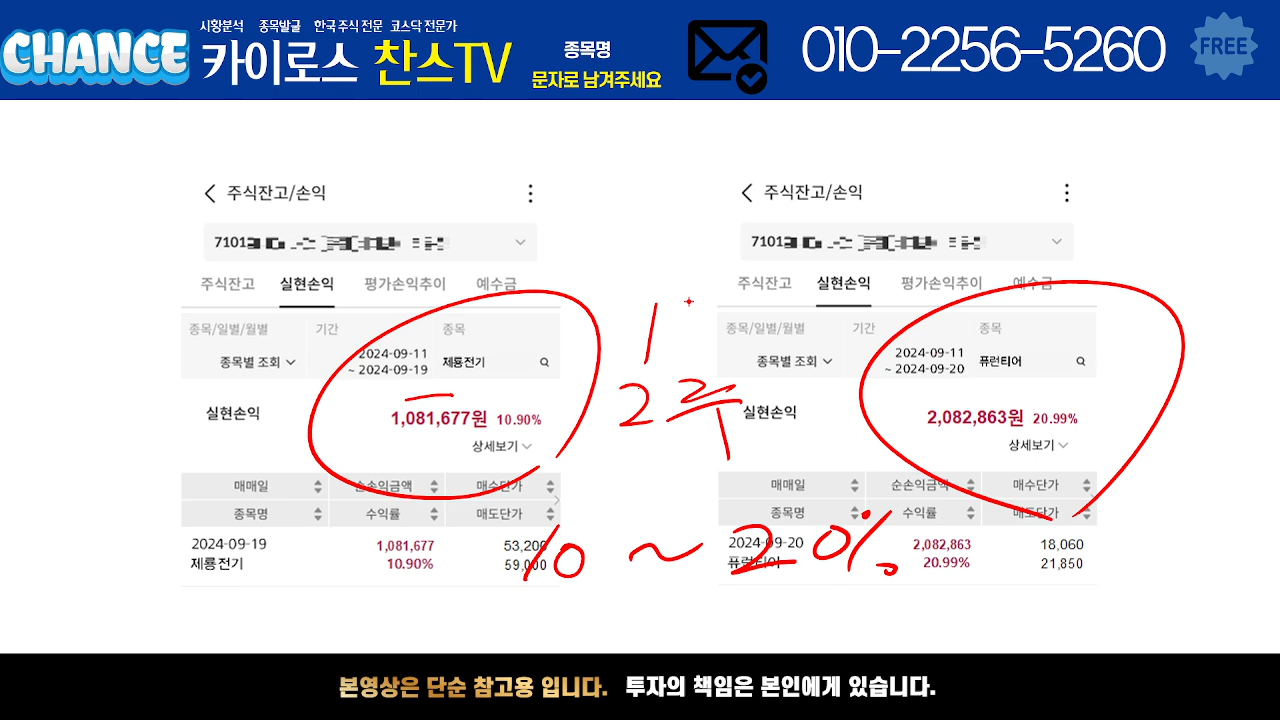 시황분석 종목발굴 한국 주식 전문 코스닥 전문가
CHANCE 카이로스 찬스TV
종목명
문자로 남겨주세요
010-2256-5260
FREE
주식잔고/손익
7101
주식잔고 실현손익 평가손익추이 예수금
종목/일별/월별 기간 종목
종목별 조회 2024-09-11 ~ 2024-09-19 제룡전기
실현손익 1,081,677원 10.90%
상세보기
매매일 순손익금액 매수단가
종목명 수익률 매도단가
2024-09-19 1,081,677 53,200
제룡전기 10.90% 59,000
1
2주
10 ~ 20%
주식잔고/손익
7101
주식잔고 실현손익 평가손익추이 예수금
종목/일별/월별 기간 종목
종목별 조회 2024-09-11 ~ 2024-09-20 퓨런티어
실현손익 2,082,863원 20.99%
상세보기
매매일 순손익금액 매수단가
종목명 수익률 매도단가
2024-09-20 2,082,863 18,060
퓨런티어 20.99% 21,850
본영상은 단순 참고용 입니다. 투자의 책임은 본인에게 있습니다.